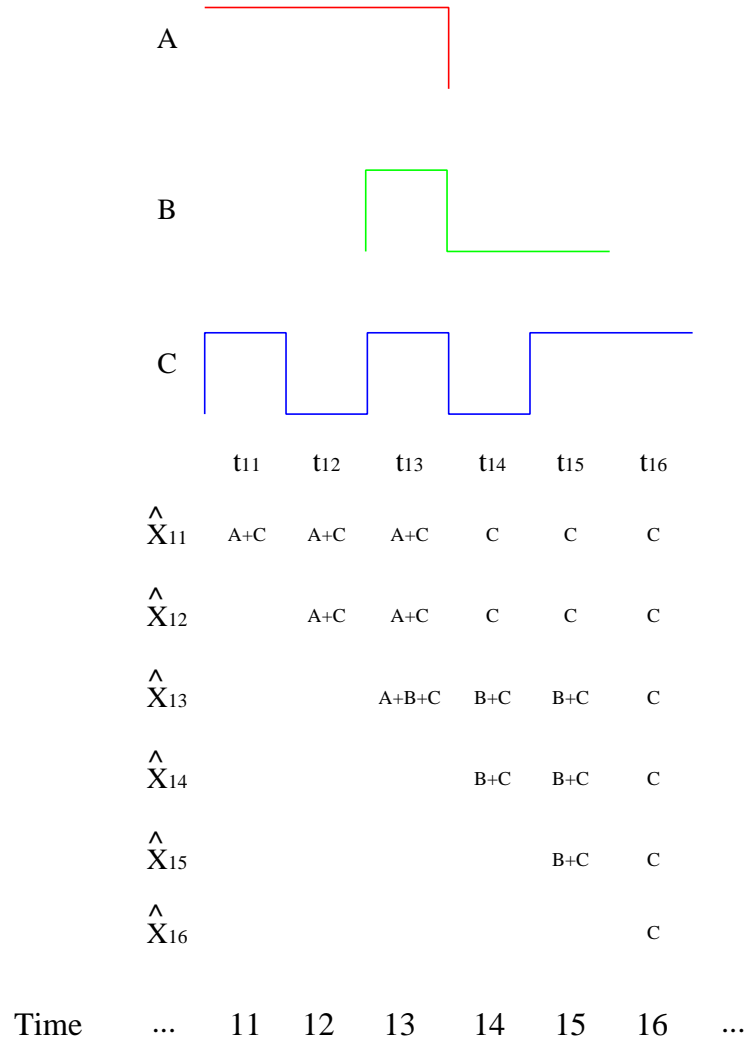 A
B
C
t11 t12 t13 t14 t15 t16
X̂11 A+C A+C A+C C C C
X̂12 A+C A+C C C C
X̂13 A+B+C B+C B+C C
X̂14 B+C B+C C
X̂15 B+C C
X̂16 C
Time ... 11 12 13 14 15 16 ...